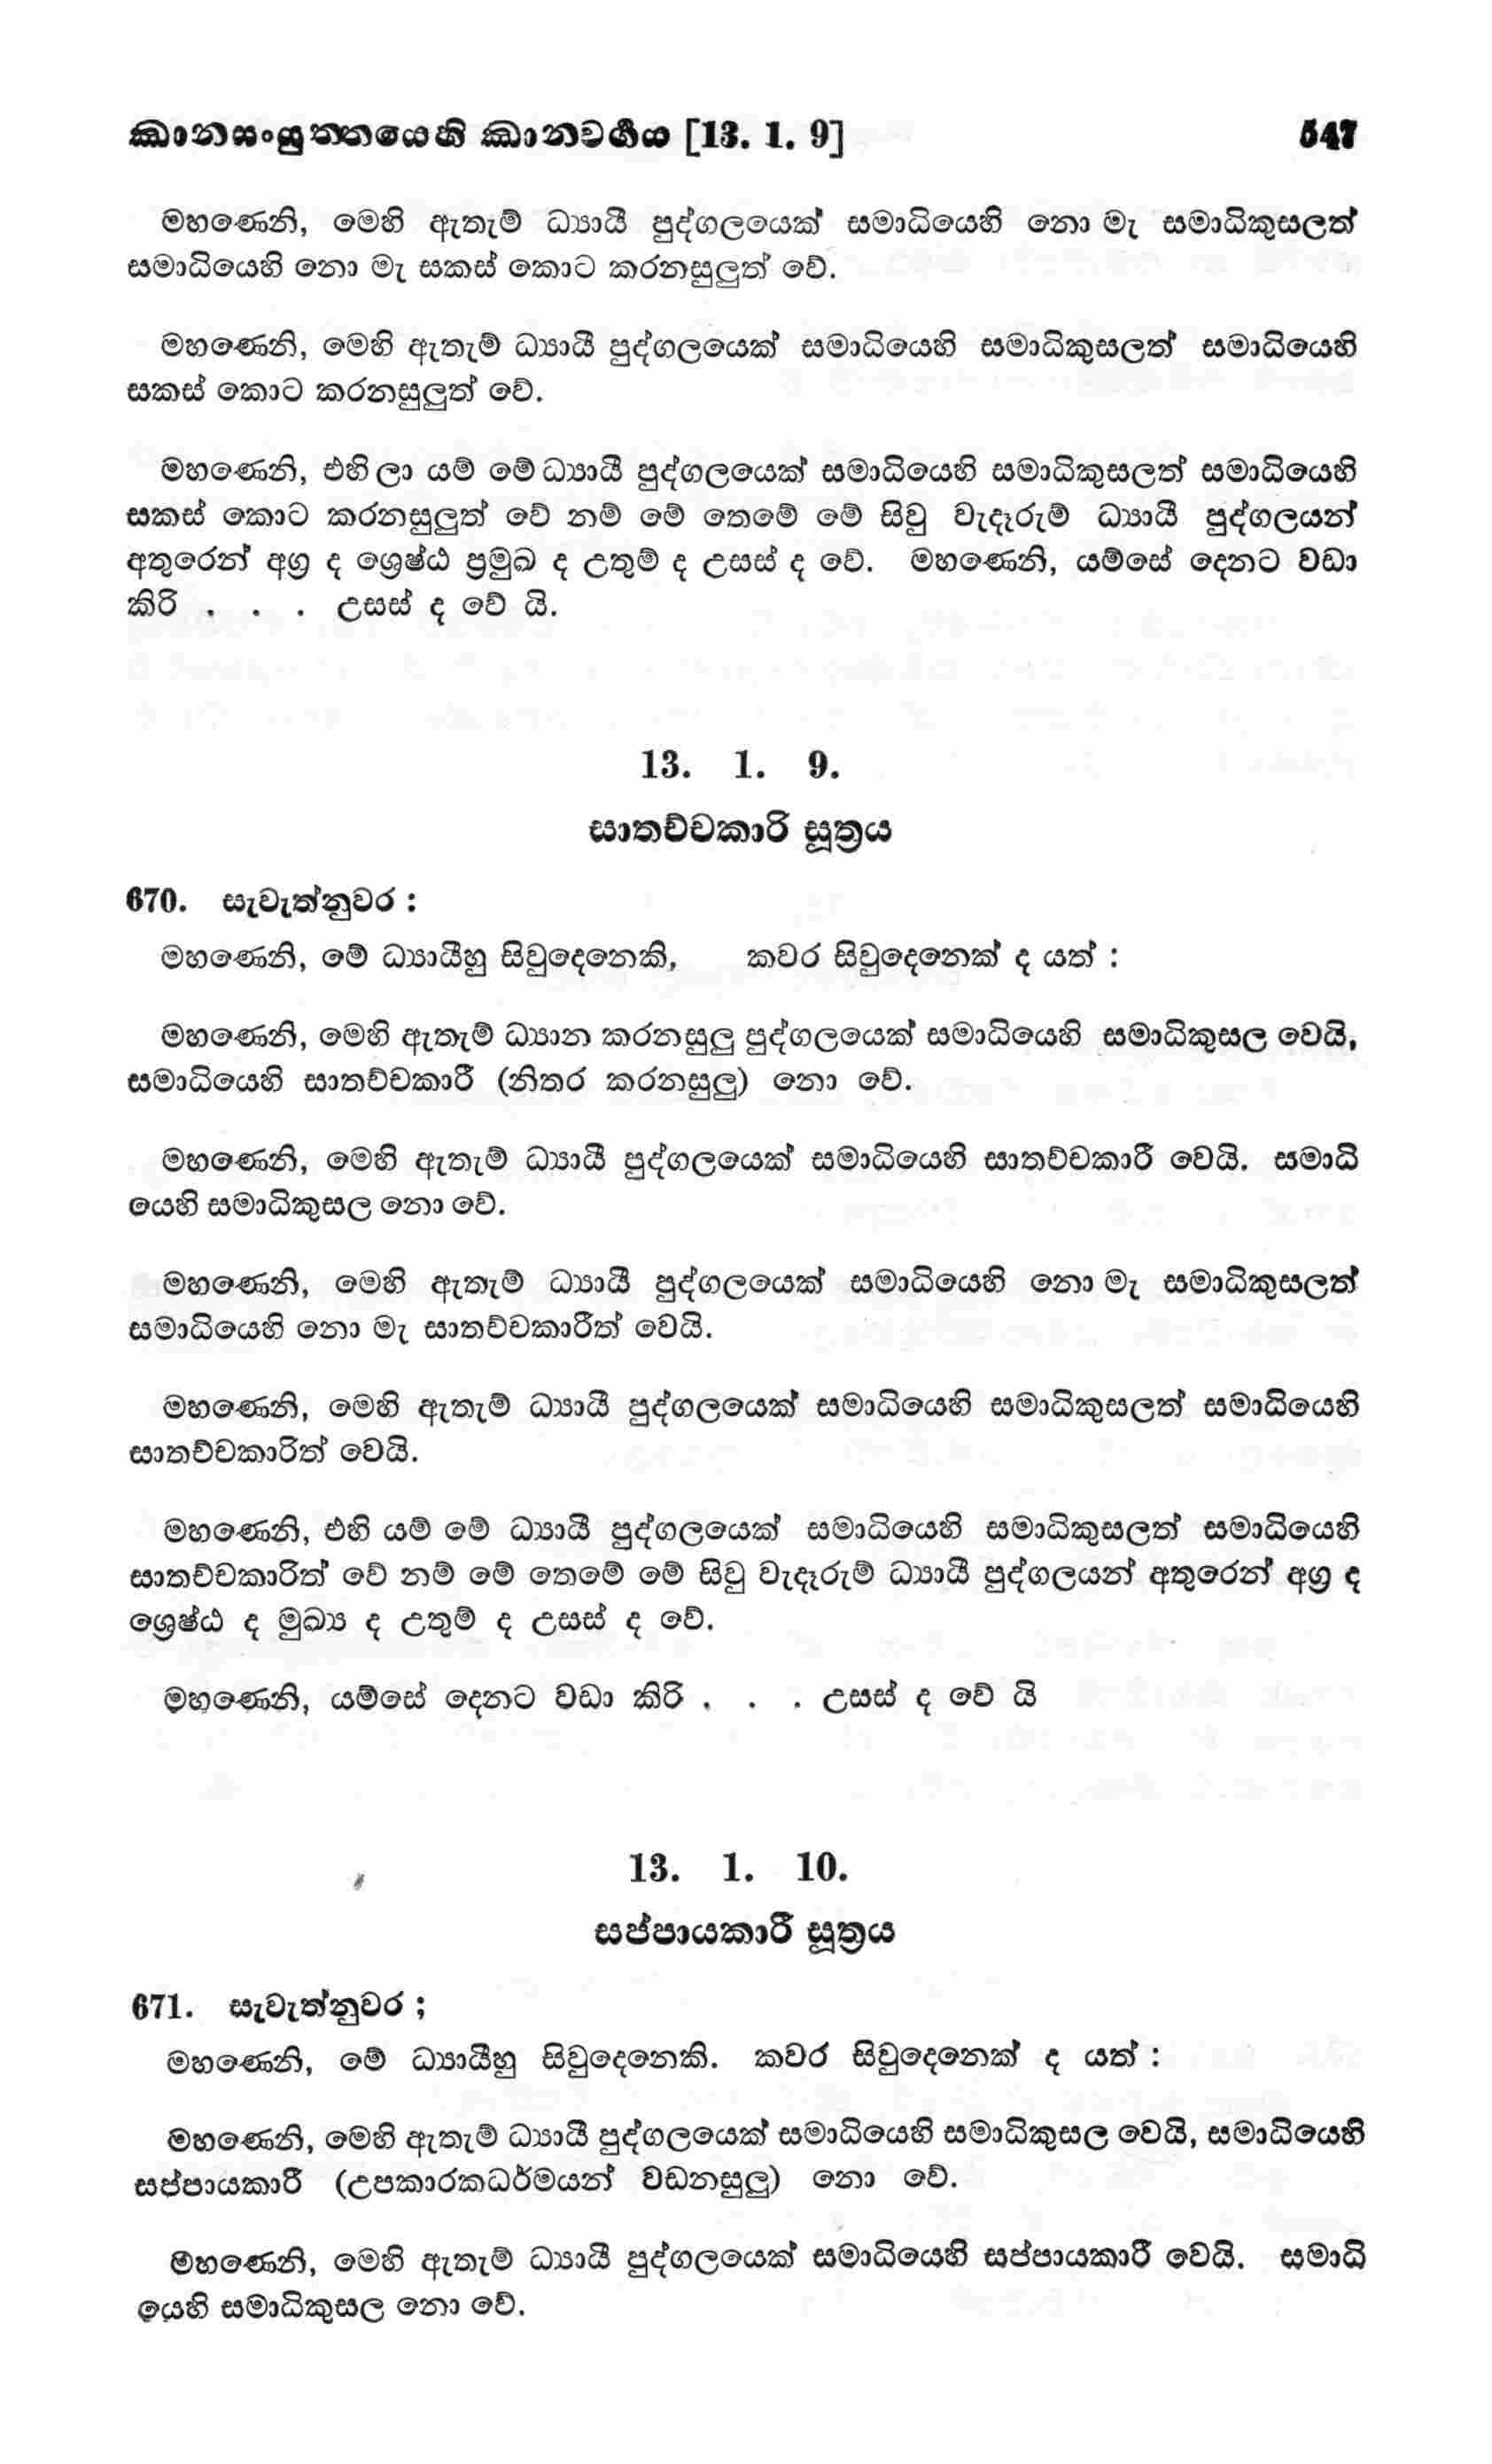 ඣානසංයුත්තයෙහි ඣානවර්ගය [13. 1. 9] 547
මහණෙනි, මෙහි ඇතැම් ධ්‍යායී පුද්ගලයෙක් සමාධියෙහි නො මැ සමාධිකුසලත්
සමාධියෙහි නො මැ සකස් කොට කරනසුලුත් වේ.
මහණෙනි, මෙහි ඇතැම් ධ්‍යායී පුද්ගලයෙක් සමාධියෙහි සමාධිකුසලත් සමාධියෙහි
සකස් කොට කරනසුලුත් වේ.
මහණෙනි, එහි ලා යම් මේ ධ්‍යායී පුද්ගලයෙක් සමාධියෙහි සමාධිකුසලත් සමාධියෙහි
සකස් කොට කරනසුලුත් වේ නම් මේ තෙමේ මේ සිවු වැදෑරුම් ධ්‍යායී පුද්ගලයන්
අතුරෙන් අග්‍ර ද ශ්‍රෙෂ්ඨ ප්‍රමුඛ ද උතුම් ද උසස් ද වේ. මහණෙනි, යම්සේ දෙනට වඩා
කිරි . . . උසස් ද වේ යි.
13. 1. 9.
සාතච්චකාරි සූත්‍රය
670. සැවැත්නුවර :
මහණෙනි, මේ ධ්‍යායීහු සිවුදෙනෙකි, කවර සිවුදෙනෙක් ද යත් :
මහණෙනි, මෙහි ඇතැම් ධ්‍යාන කරනසුලු පුද්ගලයෙක් සමාධියෙහි සමාධිකුසල වෙයි,
සමාධියෙහි සාතච්චකාරී (නිතර කරනසුලු) නො වේ.
මහණෙනි, මෙහි ඇතැම් ධ්‍යායී පුද්ගලයෙක් සමාධියෙහි සාතච්චකාරී වෙයි. සමාධි
යෙහි සමාධිකුසල නො වේ.
මහණෙනි, මෙහි ඇතැම් ධ්‍යායී පුද්ගලයෙක් සමාධියෙහි නො මැ සමාධිකුසලත්
සමාධියෙහි නො මැ සාතච්චකාරීත් වෙයි.
මහණෙනි, මෙහි ඇතැම් ධ්‍යායී පුද්ගලයෙක් සමාධියෙහි සමාධිකුසලත් සමාධියෙහි
සාතච්චකාරිත් වෙයි.
මහණෙනි, එහි යම් මේ ධ්‍යායී පුද්ගලයෙක් සමාධියෙහි සමාධිකුසලත් සමාධියෙහි
සාතච්චකාරිත් වේ නම් මේ තෙමේ මේ සිවු වැදෑරුම් ධ්‍යායී පුද්ගලයන් අතුරෙන් අග්‍ර ද
ශ්‍රෙෂ්ඨ ද මුඛ්‍ය ද උතුම් ද උසස් ද වේ.
මහණෙනි, යම්සේ දෙනට වඩා කිරි . . . උසස් ද වේ යි
13. 1. 10.
සප්පායකාරී සූත්‍රය
671. සැවැත්නුවර ;
මහණෙනි, මේ ධ්‍යායීහු සිවුදෙනෙකි. කවර සිවුදෙනෙක් ද යත් :
මහණෙනි, මෙහි ඇතැම් ධ්‍යායී පුද්ගලයෙක් සමාධියෙහි සමාධිකුසල වෙයි, සමාධියෙහි
සප්පායකාරී (උපකාරකධර්මයන් වඩනසුලු) නො වේ.
මහණෙනි, මෙහි ඇතැම් ධ්‍යායී පුද්ගලයෙක් සමාධියෙහි සප්පායකාරී වෙයි. සමාධි
යෙහි සමාධිකුසල නො වේ.